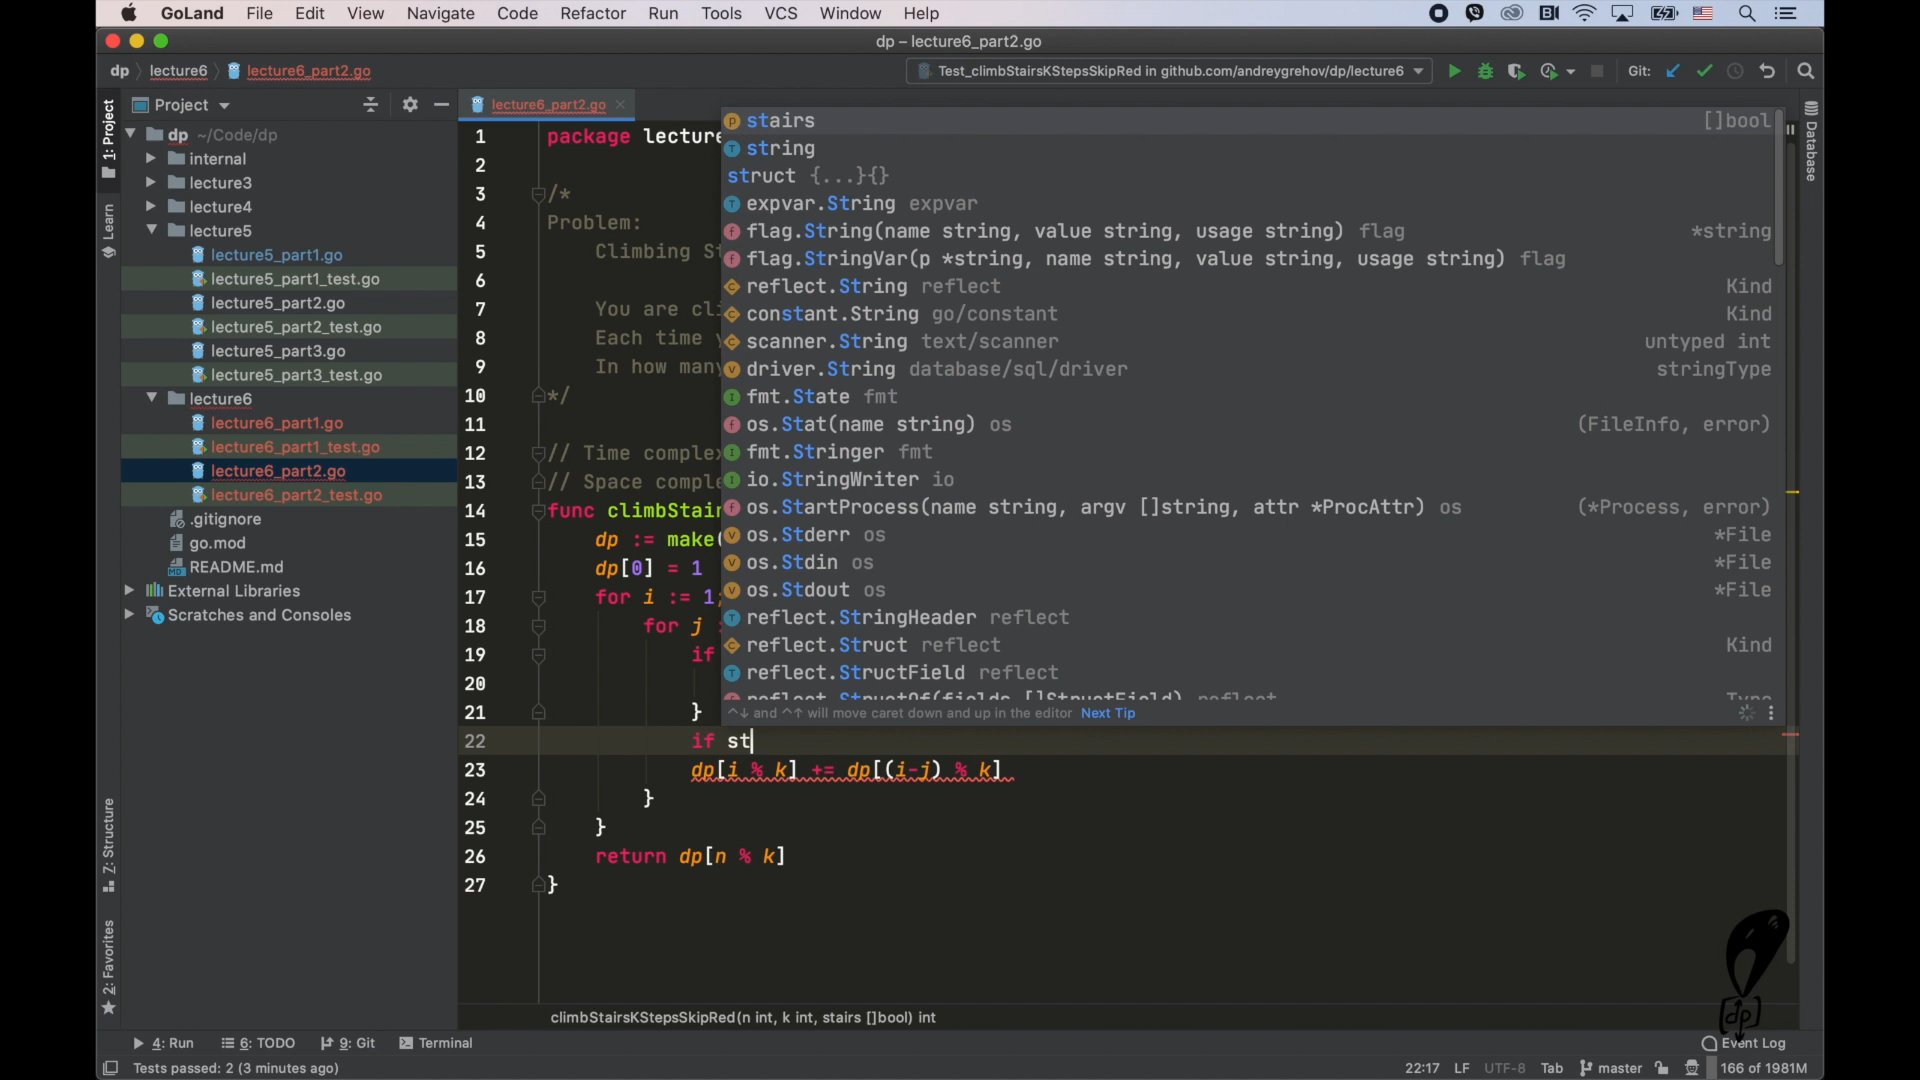 GoLand File Edit View Navigate Code Refactor Run Tools VCS Window Help
dp – lecture6_part2.go
dp lecture6 lecture6_part2.go
Test_climbStairsKStepsSkipRed in github.com/andreygrehov/dp/lecture6
Git:
1: Project
Learn
Z: Structure
2: Favorites
Database
Project
dp ~/Code/dp
internal
lecture3
lecture4
lecture5
lecture5_part1.go
lecture5_part1_test.go
lecture5_part2.go
lecture5_part2_test.go
lecture5_part3.go
lecture5_part3_test.go
lecture6
lecture6_part1.go
lecture6_part1_test.go
lecture6_part2.go
lecture6_part2_test.go
.gitignore
go.mod
README.md
External Libraries
Scratches and Consoles
lecture6_part2.go
1 package lecture
2
3 /*
4 Problem:
5 Climbing St
6
7 You are cli
8 Each time y
9 In how many
10 */
11
12 // Time complex
13 // Space comple
14 func climbStair
15 dp := make(
16 dp[0] = 1
17 for i := 1;
18 for j :
19 if
20
21 }
22 if st
23 dp[i % k] += dp[(i-j) % k]
24 }
25 }
26 return dp[n % k]
27 }
stairs []bool
string
struct {...}{}
expvar.String expvar
flag.String(name string, value string, usage string) flag *string
flag.StringVar(p *string, name string, value string, usage string) flag
reflect.String reflect Kind
constant.String go/constant Kind
scanner.String text/scanner untyped int
driver.String database/sql/driver stringType
fmt.State fmt
os.Stat(name string) os (FileInfo, error)
fmt.Stringer fmt
io.StringWriter io
os.StartProcess(name string, argv []string, attr *ProcAttr) os (*Process, error)
os.Stderr os *File
os.Stdin os *File
os.Stdout os *File
reflect.StringHeader reflect
reflect.Struct reflect Kind
reflect.StructField reflect
reflect.StructOf(fields []StructField) reflect Type
^↓ and ^↑ will move caret down and up in the editor Next Tip
climbStairsKStepsSkipRed(n int, k int, stairs []bool) int
[dp]
4: Run 6: TODO 9: Git Terminal Event Log
Tests passed: 2 (3 minutes ago) 22:17 LF UTF-8 Tab master 166 of 1981M